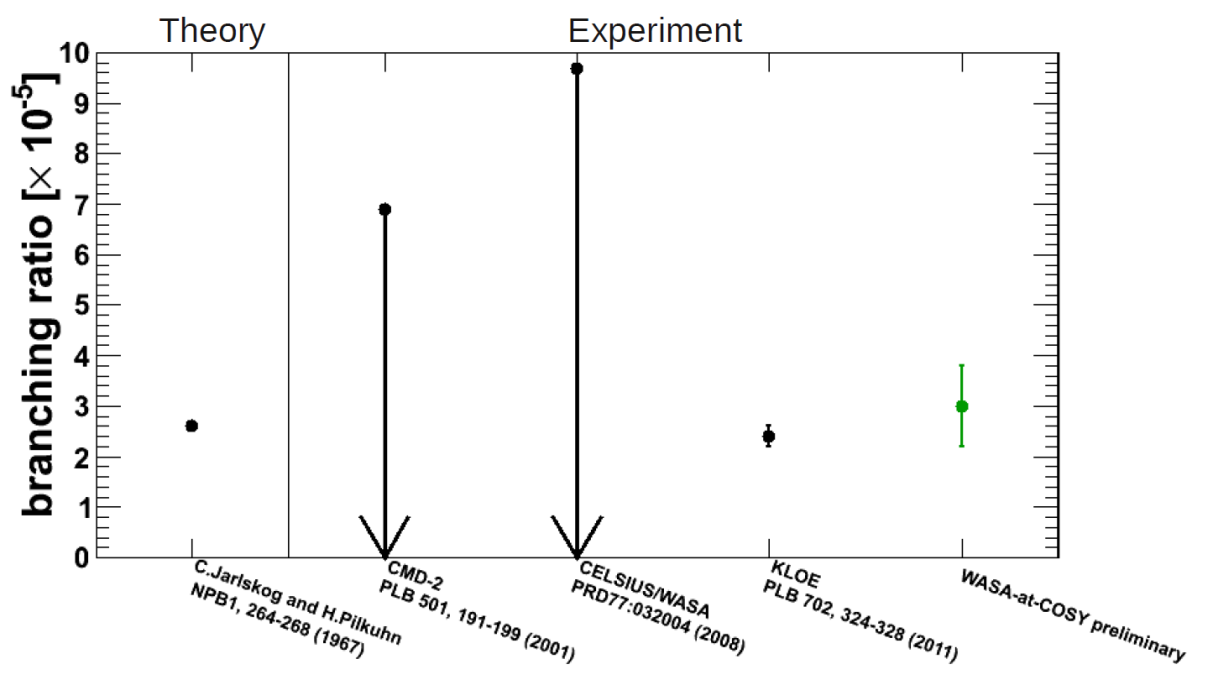 Theory
Experiment
branching ratio [× 10⁻⁵]
10
9
8
7
6
5
4
3
2
1
0
C.Jarlskog and H.Pilkuhn
NPB1, 264-268 (1967)
CMD-2
PLB 501, 191-199 (2001)
CELSIUS/WASA
PRD77:032004 (2008)
KLOE
PLB 702, 324-328 (2011)
WASA-at-COSY preliminary